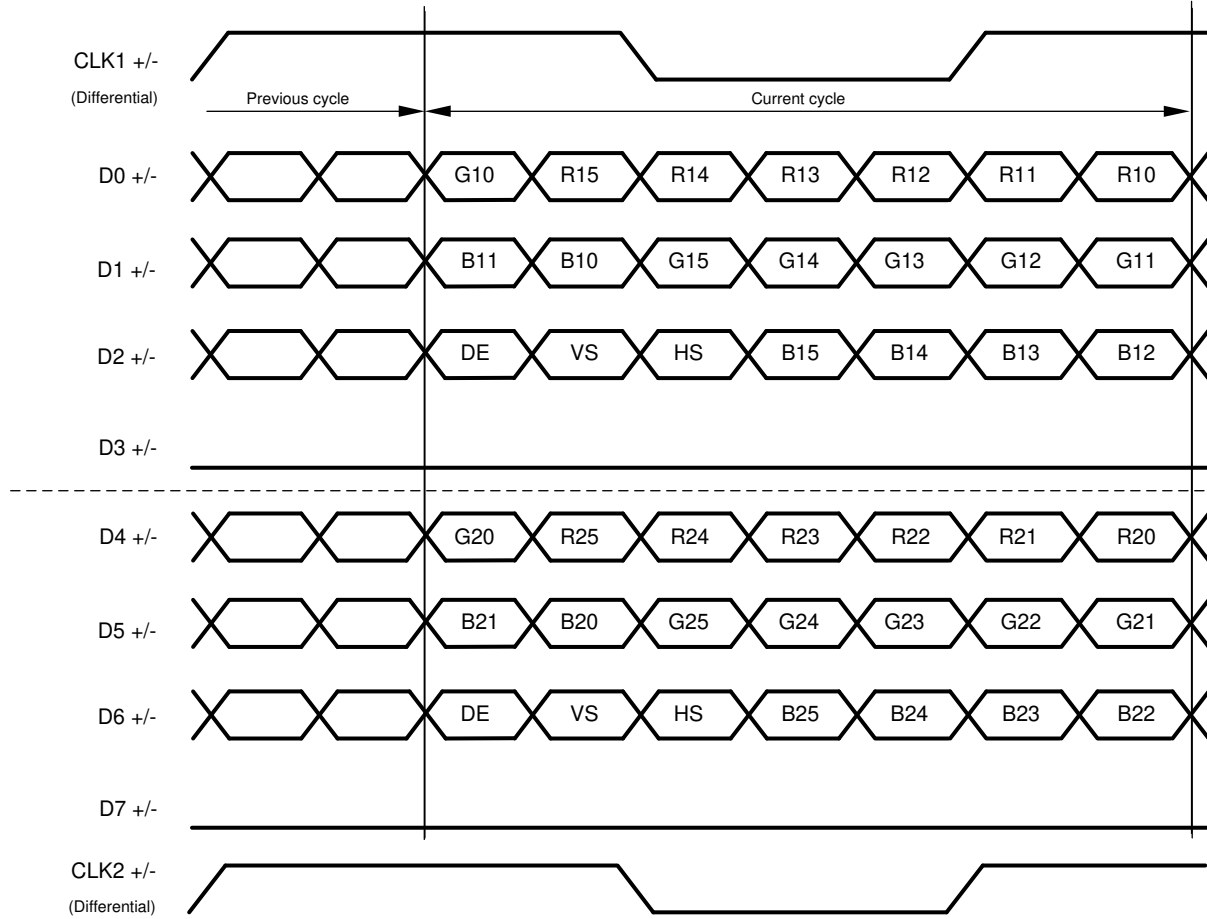 CLK1 +/-
(Differential)
Previous cycle
Current cycle
D0 +/-
G10 R15 R14 R13 R12 R11 R10
D1 +/-
B11 B10 G15 G14 G13 G12 G11
D2 +/-
DE VS HS B15 B14 B13 B12
D3 +/-
D4 +/-
G20 R25 R24 R23 R22 R21 R20
D5 +/-
B21 B20 G25 G24 G23 G22 G21
D6 +/-
DE VS HS B25 B24 B23 B22
D7 +/-
CLK2 +/-
(Differential)